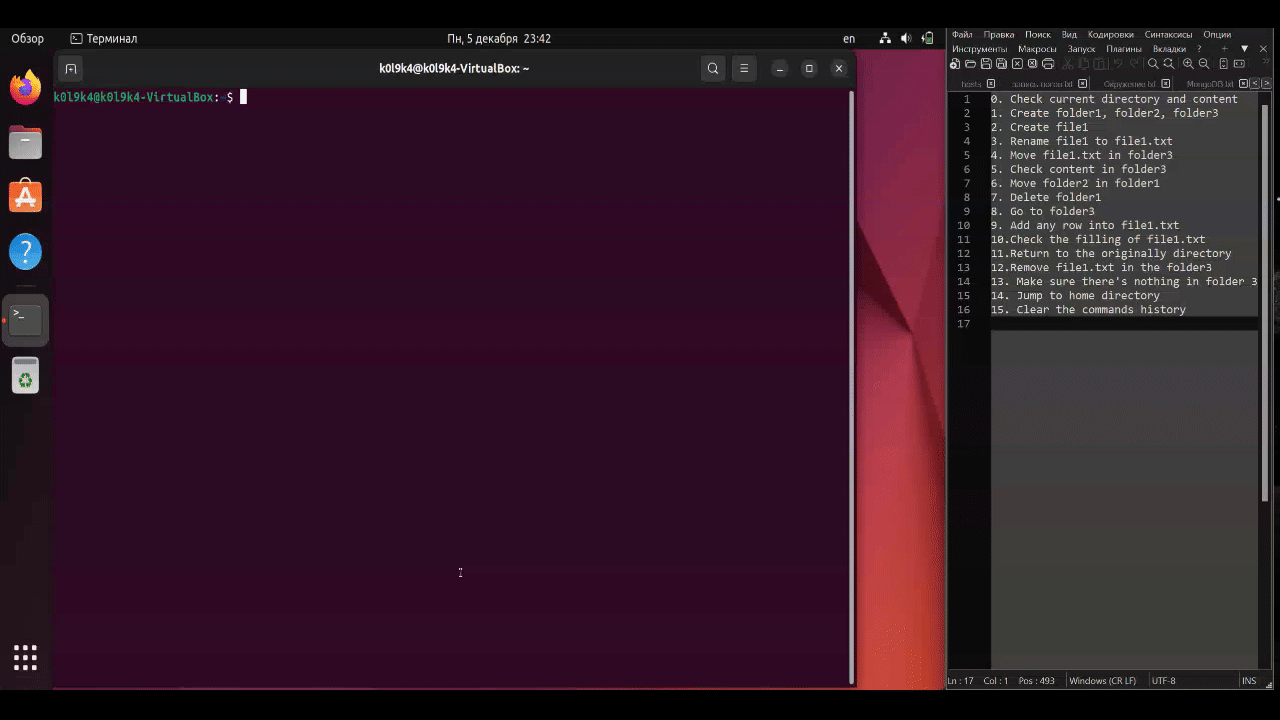 Обзор
Терминал
Пн, 5 декабря 23:42
en
k0l9k4@k0l9k4-VirtualBox: ~
k0l9k4@k0l9k4-VirtualBox:~$
Файл Правка Поиск Вид Кодировки Синтаксисы Опции
Инструменты Макросы Запуск Плагины Вкладки ?
hosts
запись логов.txt
Окружение.txt
MongoDB.txt
1 0. Check current directory and content
2 1. Create folder1, folder2, folder3
3 2. Create file1
4 3. Rename file1 to file1.txt
5 4. Move file1.txt in folder3
6 5. Check content in folder3
7 6. Move folder2 in folder1
8 7. Delete folder1
9 8. Go to folder3
10 9. Add any row into file1.txt
11 10.Check the filling of file1.txt
12 11.Return to the originally directory
13 12.Remove file1.txt in the folder3
14 13. Make sure there's nothing in folder 3
15 14. Jump to home directory
16 15. Clear the commands history
17
Ln : 17 Col : 1 Pos : 493 Windows (CR LF) UTF-8 INS